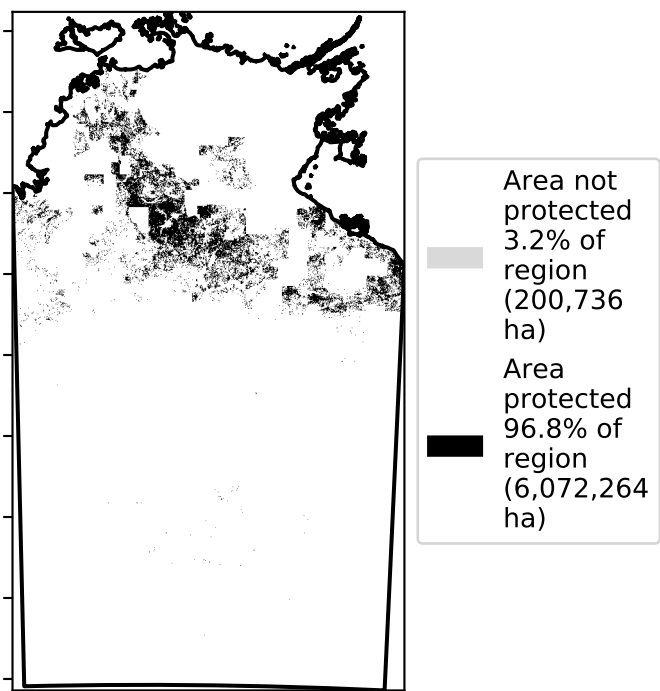 Area not
protected
3.2% of
region
(200,736
ha)
Area
protected
96.8% of
region
(6,072,264
ha)